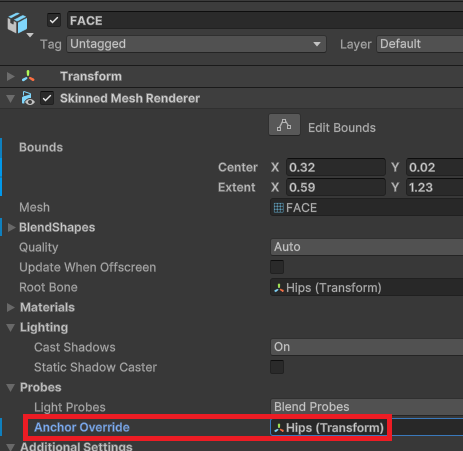 FACE
Tag Untagged Layer Default
Transform
Skinned Mesh Renderer
Edit Bounds
Bounds
Center X 0.32 Y 0.02
Extent X 0.59 Y 1.23
Mesh FACE
BlendShapes
Quality Auto
Update When Offscreen
Root Bone Hips (Transform)
Materials
Lighting
Cast Shadows On
Static Shadow Caster
Probes
Light Probes Blend Probes
Anchor Override Hips (Transform)
Additional Settings